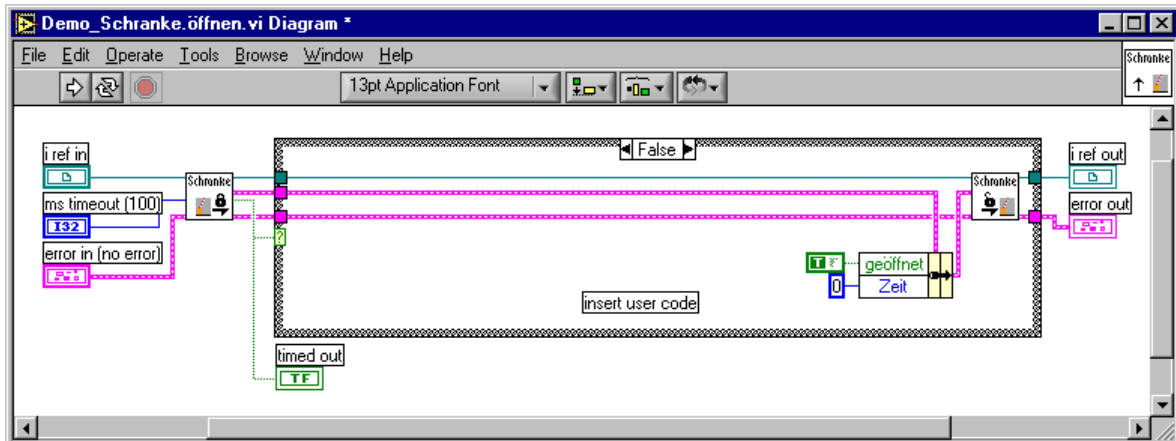 Demo_Schranke.öffnen.vi Diagram *
File Edit Operate Tools Browse Window Help
Schranke
13pt Application Font
False
i ref in
i ref out
Schranke
Schranke
ms timeout (100)
I32
error out
error in (no error)
?
T F
geöffnet
0
Zeit
insert user code
timed out
TF